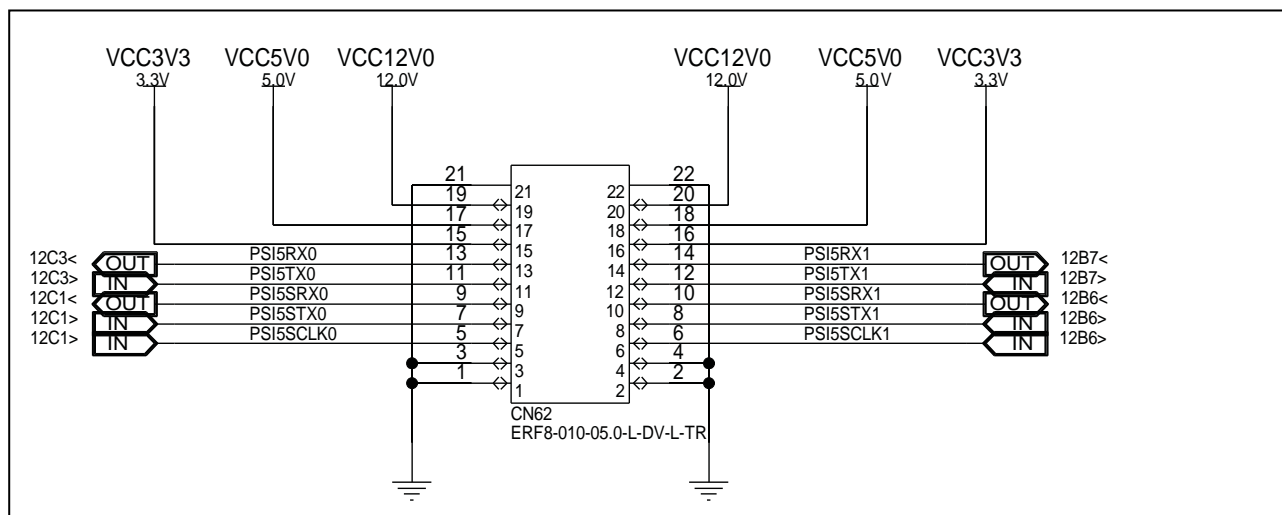 VCC3V3 VCC5V0 VCC12V0 VCC12V0 VCC5V0 VCC3V3
3.3V 5.0V 12.0V 12.0V 5.0V 3.3V
21 22
21 22
19 20
19 20
17 18
17 18
15 16
15 16
12C3< OUT PSI5RX0 13 14 PSI5RX1 OUT 12B7<
13 14
12C3> IN PSI5TX0 11 12 PSI5TX1 IN 12B7>
11 12
12C1< OUT PSI5SRX0 9 10 PSI5SRX1 OUT 12B6<
9 10
12C1> IN PSI5STX0 7 8 PSI5STX1 IN 12B6>
7 8
12C1> IN PSI5SCLK0 5 6 PSI5SCLK1 IN 12B6>
5 6
3 4
3 4
1 2
1 2
CN62
ERF8-010-05.0-L-DV-L-TR